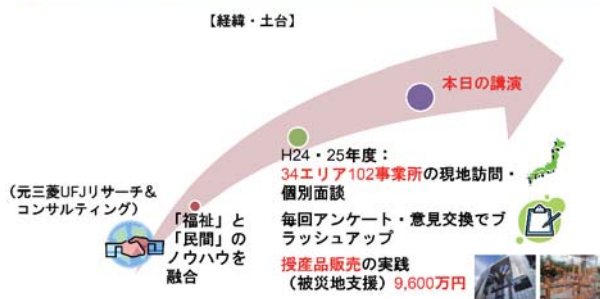 【経緯・土台】
本日の講演
H24・25年度：
34エリア102事業所の現地訪問・
個別面談
毎回アンケート・意見交換でブ
ラッシュアップ
授産品販売の実践
（被災地支援）9,600万円
（元三菱UFJリサーチ＆
コンサルティング）
「福祉」と
「民間」の
ノウハウを
融合